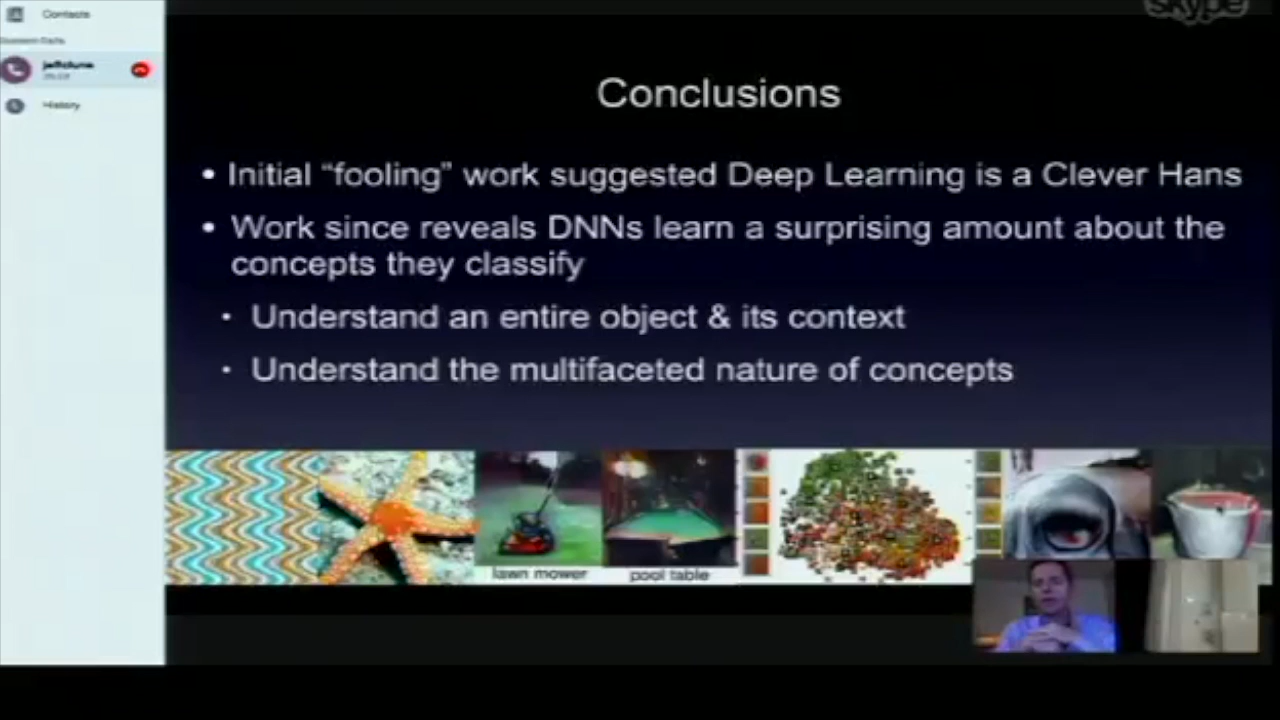 skype
Contacts
jeffclune
History
Conclusions
• Initial “fooling” work suggested Deep Learning is a Clever Hans
• Work since reveals DNNs learn a surprising amount about the
concepts they classify
• Understand an entire object & its context
• Understand the multifaceted nature of concepts
lawn mower
pool table